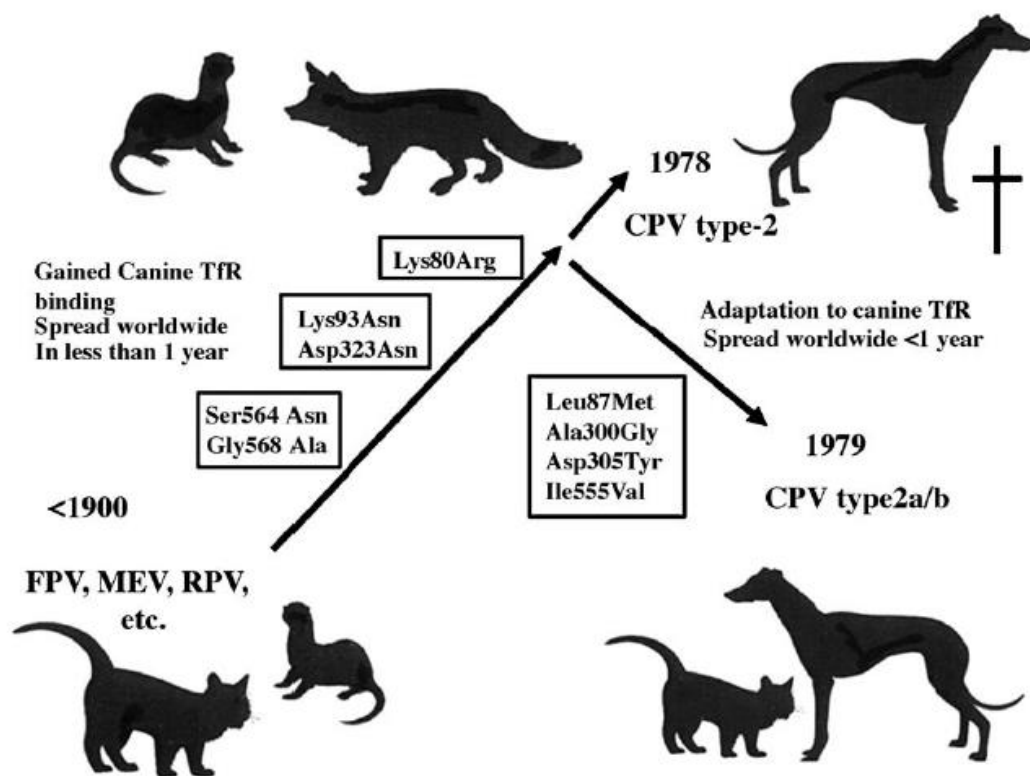 1978
CPV type-2
Lys80Arg
Gained Canine TfR
binding
Spread worldwide
In less than 1 year
Lys93Asn
Asp323Asn
Adaptation to canine TfR
Spread worldwide <1 year
Ser564 Asn
Gly568 Ala
Leu87Met
Ala300Gly
Asp305Tyr
Ile555Val
1979
CPV type2a/b
<1900
FPV, MEV, RPV,
etc.